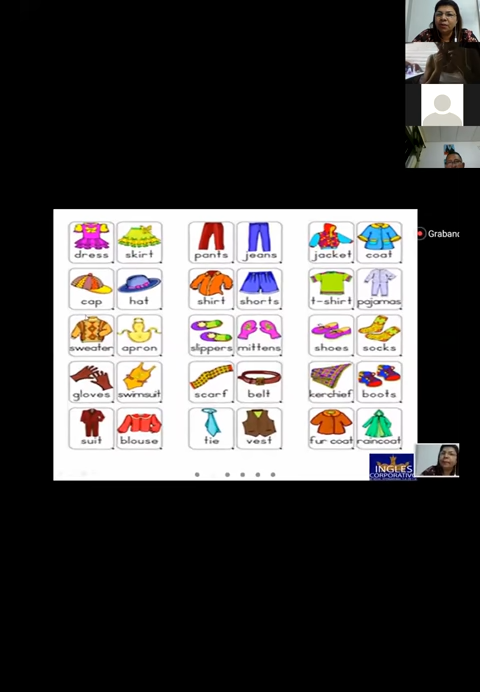 dress skirt pants jeans jacket coat
cap hat shirt shorts t-shirt pajamas
sweater apron slippers mittens shoes socks
gloves swimsuit scarf belt kerchief boots
suit blouse tie vest fur coat raincoat
Graband
INGLES
CORPORATIVO